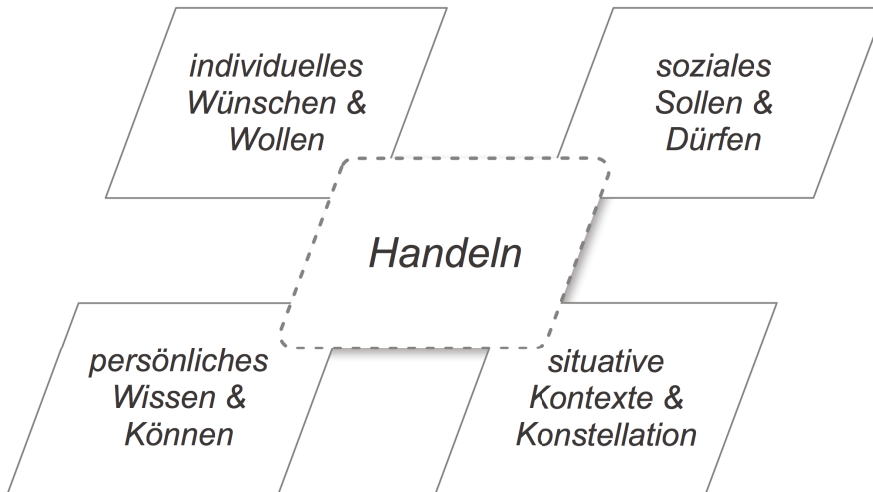 individuelles
Wünschen &
Wollen
soziales
Sollen &
Dürfen
Handeln
persönliches
Wissen &
Können
situative
Kontexte &
Konstellation